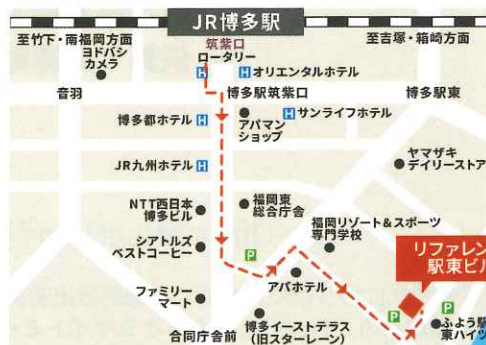 JR博多駅
至竹下・南福岡方面
筑紫口
ロータリー
至吉塚・箱崎方面
ヨドバシ
カメラ
H
H オリエンタルホテル
音羽
博多駅筑紫口
博多駅東
博多都ホテル H
アパマン
ショップ
H サンライフホテル
JR九州ホテル H
ヤマザキ
デイリーストア
NTT西日本
博多ビル
福岡東
総合庁舎
福岡リゾート&スポーツ
専門学校
シアトルズ
ベストコーヒー
P
リファレン
駅東ビル
アパホテル
ファミリー
マート
P
P
合同庁舎前
博多イーストテラス
(旧スターレーン)
ふよう駅
東ハイツ